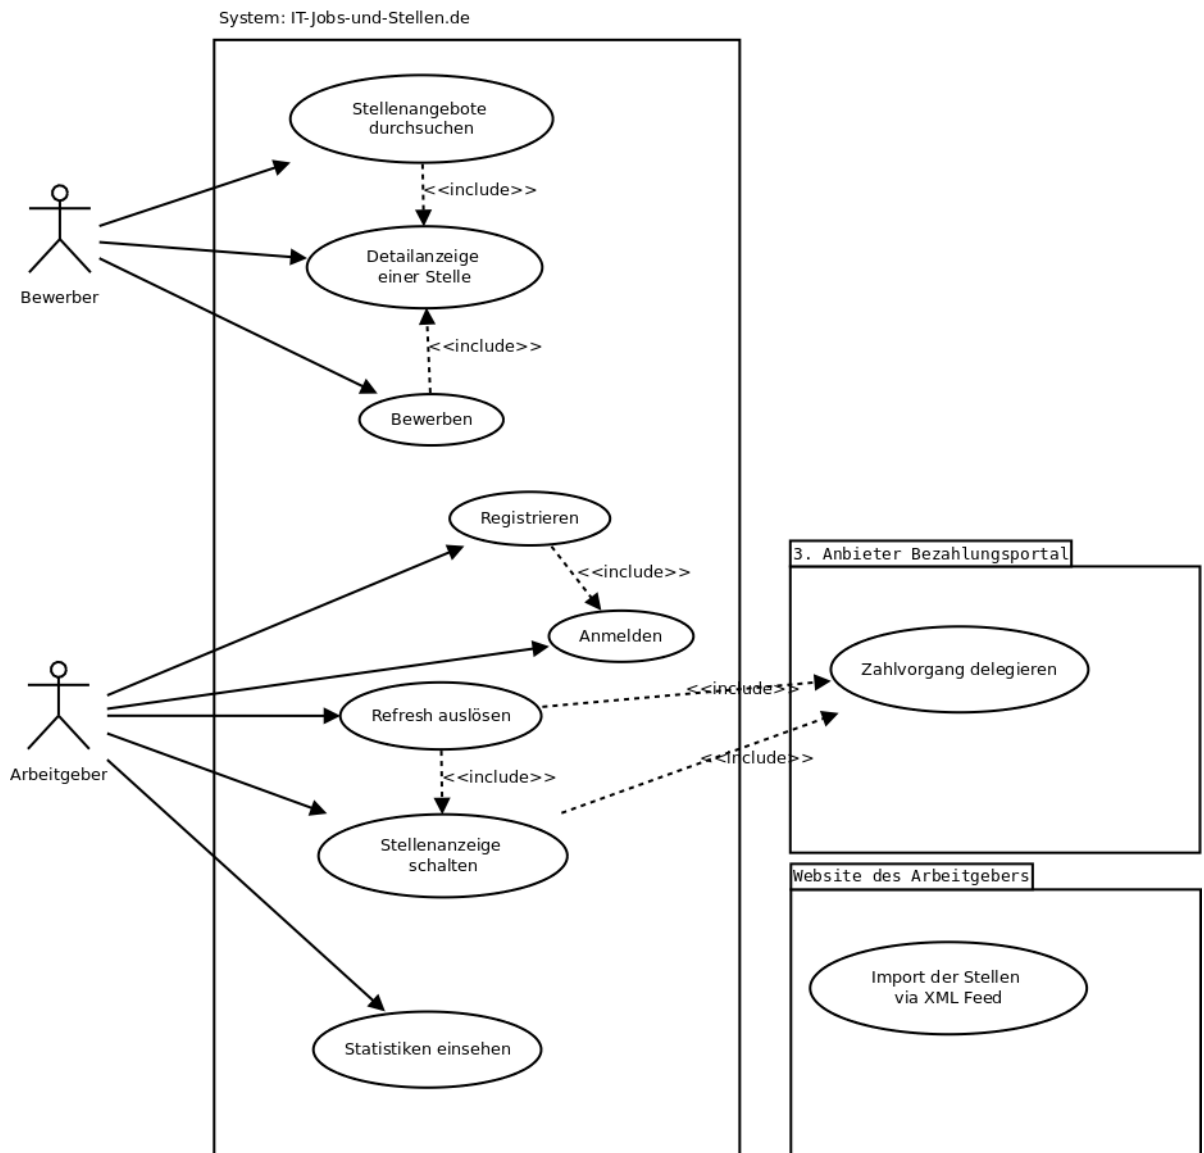 System: IT-Jobs-und-Stellen.de
Stellenangebote
durchsuchen
<<include>>
Bewerber
Detailanzeige
einer Stelle
<<include>>
Bewerben
Registrieren
<<include>>
Anmelden
3. Anbieter Bezahlungsportal
Zahlvorgang delegieren
<<include>>
Arbeitgeber
Refresh auslösen
<<include>>
<<include>>
Stellenanzeige
schalten
Website des Arbeitgebers
Import der Stellen
via XML Feed
Statistiken einsehen